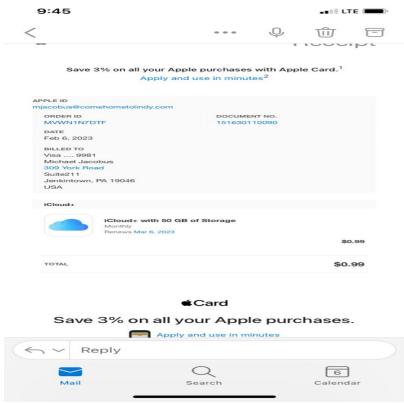 9:45
LTE
Receipt
Save 3% on all your Apple purchases with Apple Card.1
Apply and use in minutes2
APPLE ID
mjacobus@comehometolindy.com
ORDER ID
MVWN1N7DTF
DOCUMENT NO.
151630110090
DATE
Feb 6, 2023
BILLED TO
Visa .... 9981
Michael Jacobus
309 York Road
Suite211
Jenkintown, PA 19046
USA
iCloud+
iCloud+ with 50 GB of Storage
Monthly
Renews Mar 6, 2023
$0.99
TOTAL
$0.99
Card
Save 3% on all your Apple purchases.
Apply and use in minutes
Reply
6
Mail
Search
Calendar